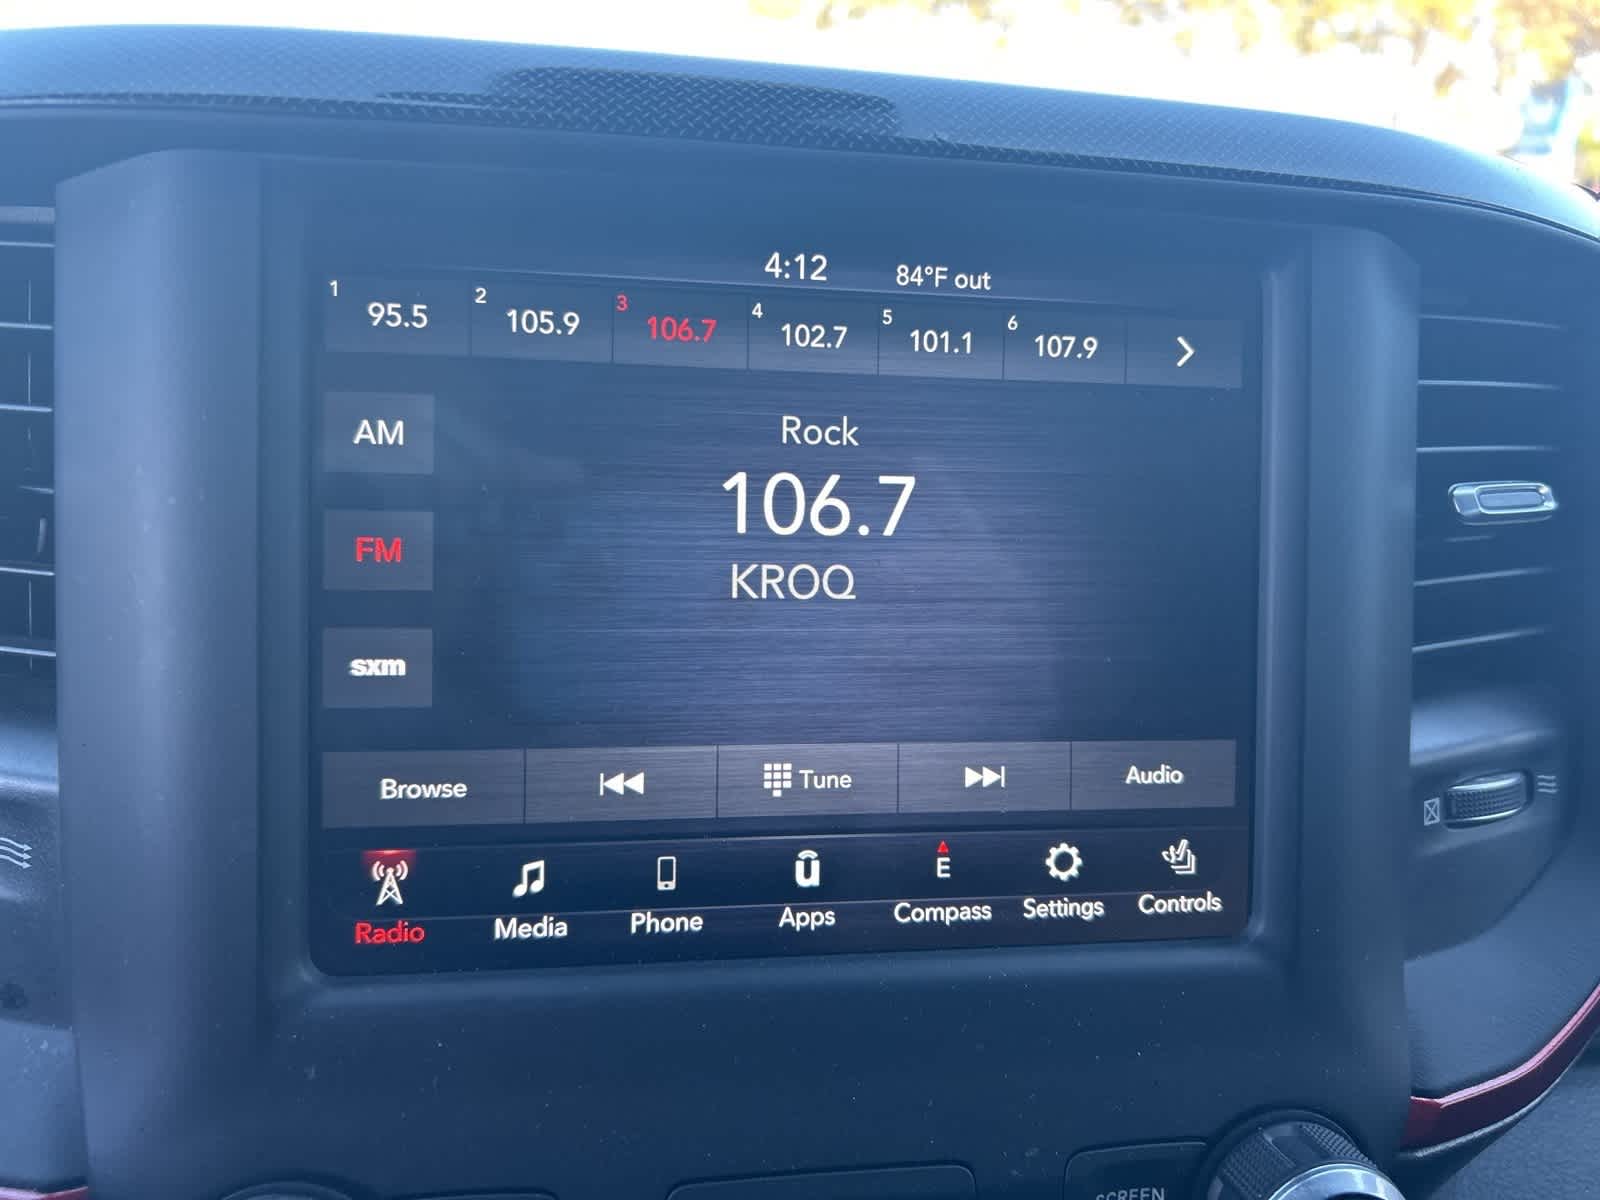 4:12 84°F out
1 95.5 2 105.9 3 106.7 4 102.7 5 101.1 6 107.9
AM
Rock
106.7
FM
KROQ
sxm
Browse Tune Audio
u E
Radio Media Phone Apps Compass Settings Controls
SCREEN